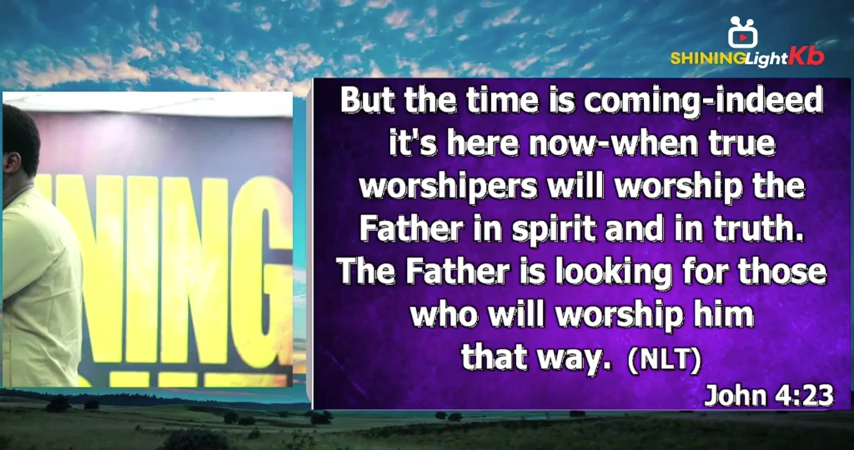 SHININGLightKb
But the time is coming-indeed
it's here now-when true
worshipers will worship the
Father in spirit and in truth.
The Father is looking for those
who will worship him
that way. (NLT)
John 4:23
NING